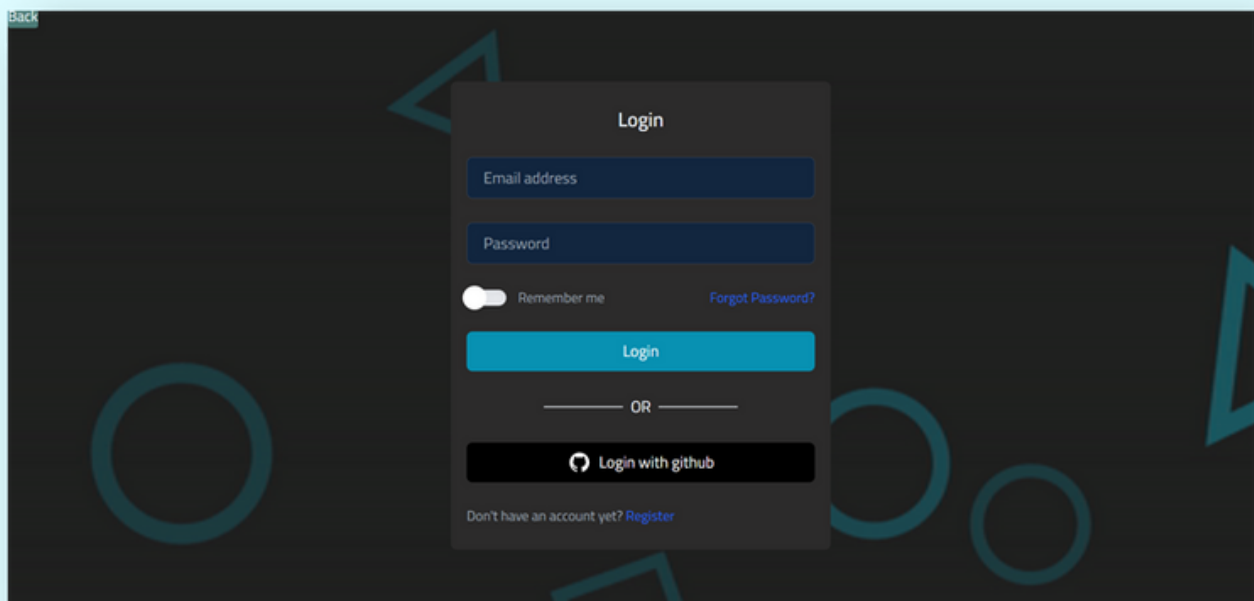 Back
Login
Email address
Password
Remember me Forgot Password?
Login
OR
Login with github
Don't have an account yet? Register